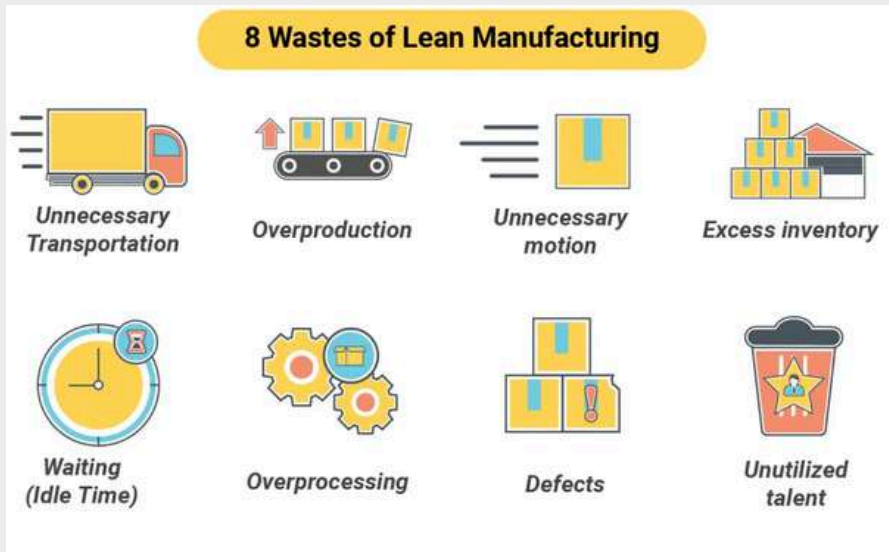 8 Wastes of Lean Manufacturing
Unnecessary
Transportation
Overproduction
Unnecessary
motion
Excess inventory
Waiting
(Idle Time)
Overprocessing
Defects
Unutilized
talent